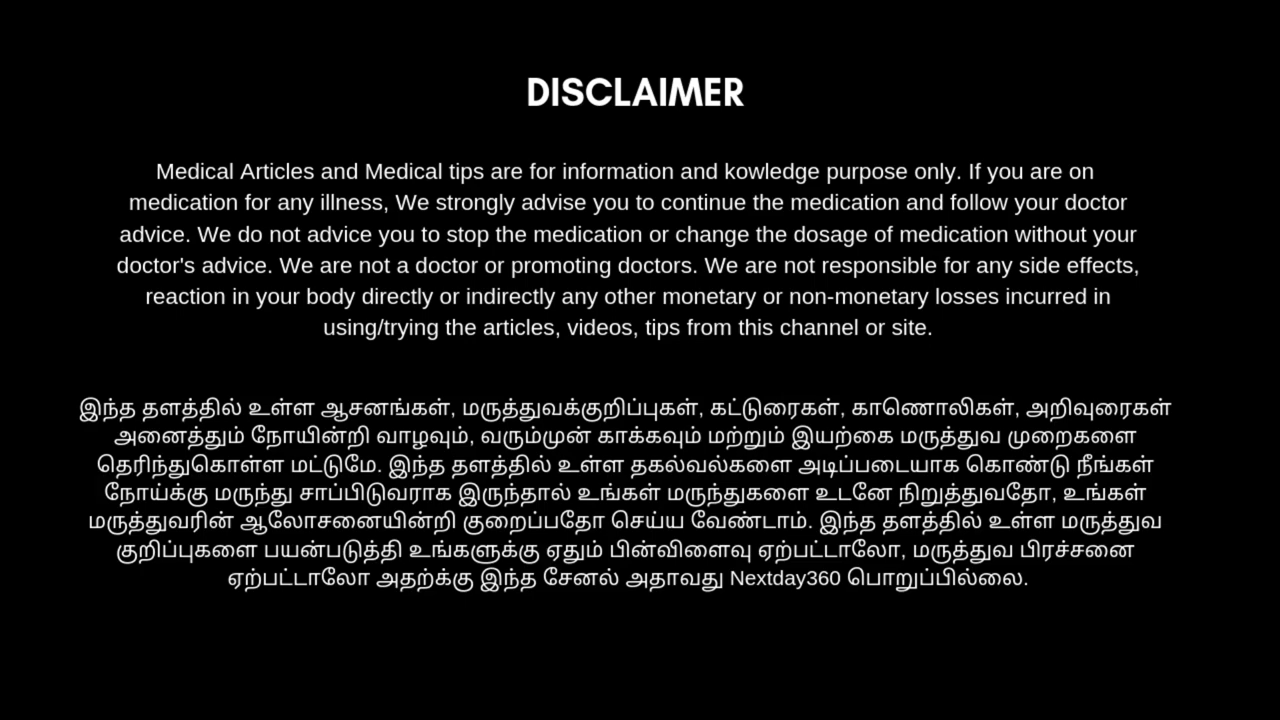 DISCLAIMER
Medical Articles and Medical tips are for information and kowledge purpose only. If you are on
medication for any illness, We strongly advise you to continue the medication and follow your doctor
advice. We do not advice you to stop the medication or change the dosage of medication without your
doctor's advice. We are not a doctor or promoting doctors. We are not responsible for any side effects,
reaction in your body directly or indirectly any other monetary or non-monetary losses incurred in
using/trying the articles, videos, tips from this channel or site.
இந்த தளத்தில் உள்ள ஆசனங்கள், மருத்துவக்குறிப்புகள், கட்டுரைகள், காணொலிகள், அறிவுரைகள்
அனைத்தும் நோயின்றி வாழவும், வரும்முன் காக்கவும் மற்றும் இயற்கை மருத்துவ முறைகளை
தெரிந்துகொள்ள மட்டுமே. இந்த தளத்தில் உள்ள தகல்வல்களை அடிப்படையாக கொண்டு நீங்கள்
நோய்க்கு மருந்து சாப்பிடுவராக இருந்தால் உங்கள் மருந்துகளை உடனே நிறுத்துவதோ, உங்கள்
மருத்துவரின் ஆலோசனையின்றி குறைப்பதோ செய்ய வேண்டாம். இந்த தளத்தில் உள்ள மருத்துவ
குறிப்புகளை பயன்படுத்தி உங்களுக்கு ஏதும் பின்விளைவு ஏற்பட்டாலோ, மருத்துவ பிரச்சனை
ஏற்பட்டாலோ அதற்க்கு இந்த சேனல் அதாவது Nextday360 பொறுப்பில்லை.